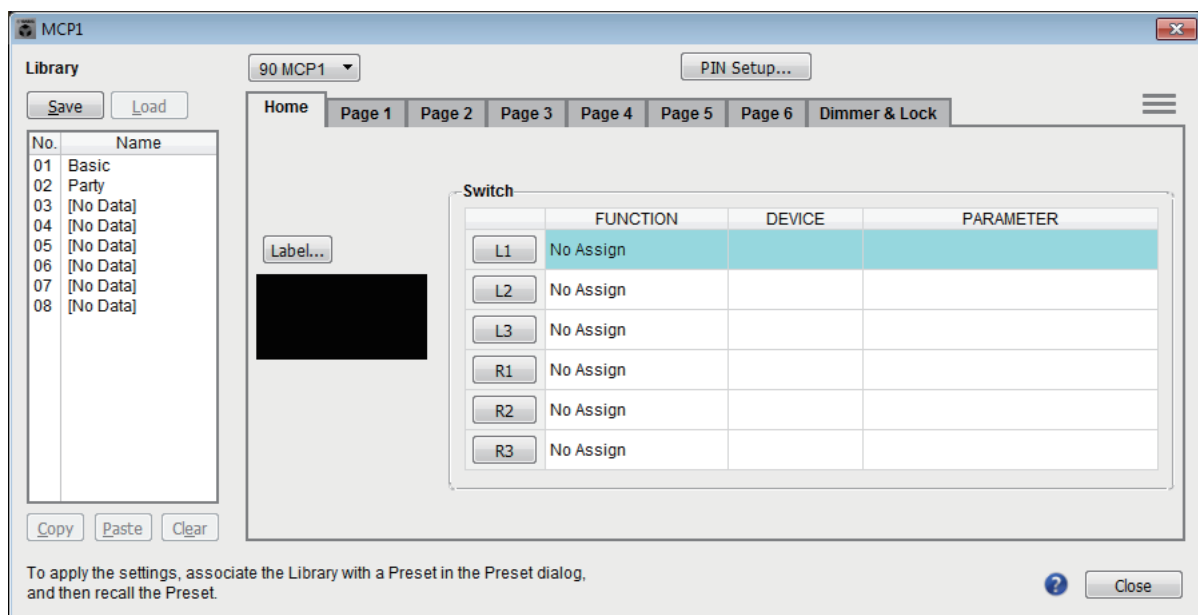 MCP1
Library
90 MCP1
PIN Setup...
Save Load
Home Page 1 Page 2 Page 3 Page 4 Page 5 Page 6 Dimmer & Lock
No. Name
01 Basic
02 Party
03 [No Data]
04 [No Data]
05 [No Data]
06 [No Data]
07 [No Data]
08 [No Data]
Copy Paste Clear
Label...
Switch
FUNCTION DEVICE PARAMETER
L1 No Assign
L2 No Assign
L3 No Assign
R1 No Assign
R2 No Assign
R3 No Assign
To apply the settings, associate the Library with a Preset in the Preset dialog,
and then recall the Preset.
? Close